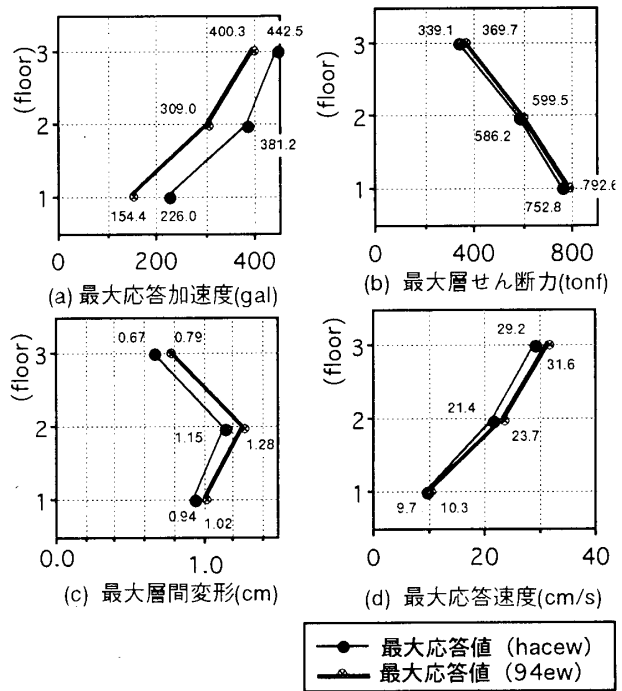 400.3 442.5
3
309.0
2
381.2
1
154.4 226.0
(floor)
0 200 400
(a) 最大応答加速度(gal)
339.1 369.7
3
599.5
2
586.2
1
792.6
752.8
(floor)
0 400 800
(b) 最大層せん断力(tonf)
0.67 0.79
3
2
1.15 1.28
1
0.94 1.02
(floor)
0.0 1.0
(c) 最大層間変形(cm)
29.2
3
31.6
21.4
2
23.7
1
9.7 10.3
(floor)
0 20 40
(d) 最大応答速度(cm/s)
最大応答値（hacew）
最大応答値（94ew）